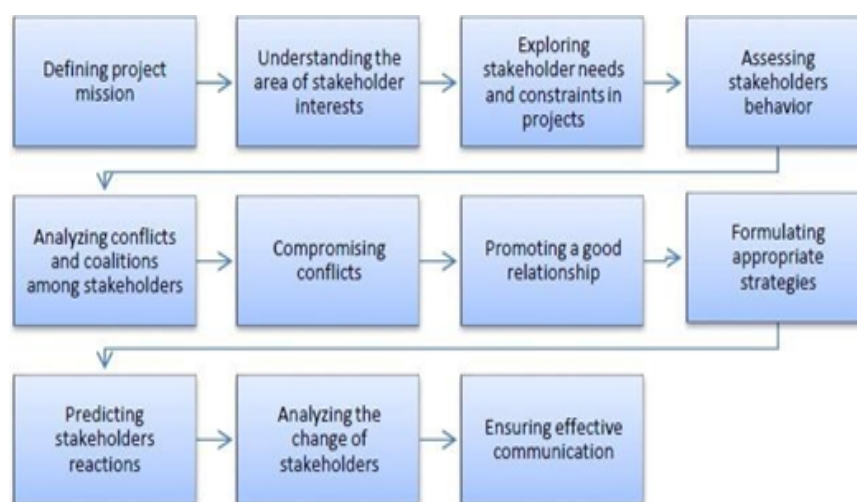 Defining project
mission
Understanding the
area of stakeholder
interests
Exploring
stakeholder needs
and constraints in
projects
Assessing
stakeholders
behavior
Analyzing conflicts
and coalitions
among stakeholders
Compromising
conflicts
Promoting a good
relationship
Formulating
appropriate
strategies
Predicting
stakeholders
reactions
Analyzing the
change of
stakeholders
Ensuring effective
communication